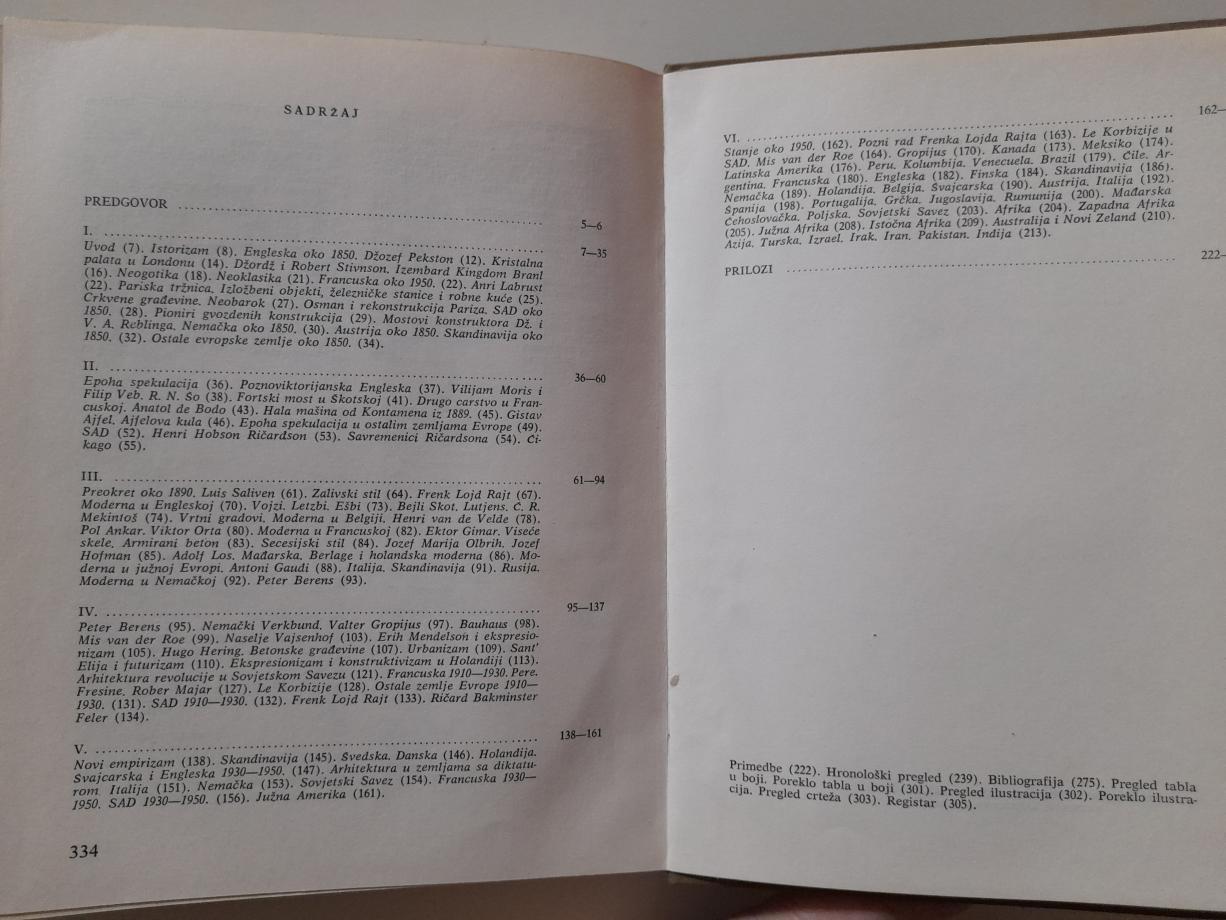 SADRŽAJ
PREDGOVOR ........ 5—6
I. ........ 7—35
Uvod (7). Istorizam (8). Engleska oko 1850. Džozef Pekston (12). Kristalna
palata u Londonu (14). Džordž i Robert Stivnson. Izembard Kingdom Branl
(16). Neogotika (18). Neoklasika (21). Francuska oko 1950. (22). Anri Labrust
(22). Pariska tržnica. Izložbeni objekti, železničke stanice i robne kuće (25).
Crkvene građevine. Neobarok (27). Osman i rekonstrukcija Pariza. SAD oko
1850. (28). Pioniri gvozdenih konstrukcija (29). Mostovi konstruktora Dž. i
V. A. Reblinga. Nemačka oko 1850. (30). Austrija oko 1850. Skandinavija oko
1850. (32). Ostale evropske zemlje oko 1850. (34).
II. ........ 36—60
Epoha spekulacija (36). Poznoviktorijanska Engleska (37). Vilijam Moris i
Filip Veb. R. N. Šo (38). Fortski most u Škotskoj (41). Drugo carstvo u Fran-
cuskoj. Anatol de Bodo (43). Hala mašina od Kontamena iz 1889. (45). Gistav
Ajfel. Ajfelova kula (46). Epoha spekulacija u ostalim zemljama Evrope (49).
SAD (52). Henri Hobson Ričardson (53). Savremenici Ričardsona (54). Či-
kago (55).
III. ........ 61—94
Preokret oko 1890. Luis Saliven (61). Zalivski stil (64). Frenk Lojd Rajt (67).
Moderna u Engleskoj (70). Vojzi. Letzbi. Ešbi (73). Bejli Skot. Lutjens. Č. R.
Mekintoš (74). Vrtni gradovi. Moderna u Belgiji. Henri van de Velde (78).
Pol Ankar. Viktor Orta (80). Moderna u Francuskoj (82). Ektor Gimar. Viseće
skele. Armirani beton (83). Secesijski stil (84). Jozef Marija Olbrih. Jozef
Hofman (85). Adolf Los. Mađarska. Berlage i holandska moderna (86). Mo-
derna u južnoj Evropi. Antoni Gaudi (88). Italija. Skandinavija (91). Rusija.
Moderna u Nemačkoj (92). Peter Berens (93).
IV. ........ 95—137
Peter Berens (95). Nemački Verkbund. Valter Gropijus (97). Bauhaus (98).
Mis van der Roe (99). Naselje Vajsenhof (103). Erih Mendelson i ekspresio-
nizam (105). Hugo Hering. Betonske građevine (107). Urbanizam (109). Sant'
Elija i futurizam (110). Ekspresionizam i konstruktivizam u Holandiji (113).
Arhitektura revolucije u Sovjetskom Savezu (121). Francuska 1910—1930. Pere.
Fresine. Rober Majar (127). Le Korbizije (128). Ostale zemlje Evrope 1910—
1930. (131). SAD 1910—1930. (132). Frenk Lojd Rajt (133). Ričard Bakminster
Feler (134).
V. ........ 138—161
Novi empirizam (138). Skandinavija (145). Švedska. Danska (146). Holandija.
Švajcarska i Engleska 1930—1950. (147). Arhitektura u zemljama sa diktatu-
rom. Italija (151). Nemačka (153). Sovjetski Savez (154). Francuska 1930—
1950. SAD 1930—1950. (156). Južna Amerika (161).
334
VI. ........ 162—
Stanje oko 1950. (162). Pozni rad Frenka Lojda Rajta (163). Le Korbizije u
SAD. Mis van der Roe (164). Gropijus (170). Kanada (173). Meksiko (174).
Latinska Amerika (176). Peru. Kolumbija. Venecuela. Brazil (179). Čile. Ar-
gentina. Francuska (180). Engleska (182). Finska (184). Skandinavija (186).
Nemačka (189). Holandija. Belgija. Švajcarska (190). Austrija. Italija (192).
Španija (198). Portugalija. Grčka. Jugoslavija. Rumunija (200). Mađarska
Čehoslovačka. Poljska. Sovjetski Savez (203). Afrika (204). Zapadna Afrika
(205). Južna Afrika (208). Istočna Afrika (209). Australija i Novi Zeland (210).
Azija. Turska. Izrael. Irak. Iran. Pakistan. Indija (213).
PRILOZI ........ 222—
Primedbe (222). Hronološki pregled (239). Bibliografija (275). Pregled tabla
u boji. Poreklo tabla u boji (301). Pregled ilustracija (302). Poreklo ilustra-
cija. Pregled crteža (303). Registar (305).